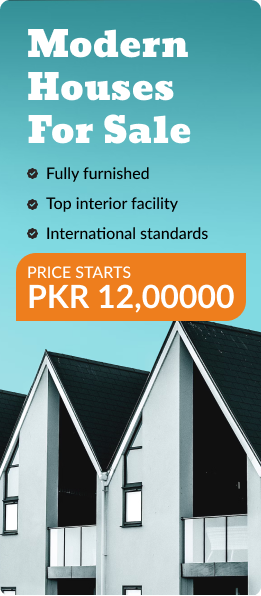 Modern
Houses
For Sale
Fully furnished
Top interior facility
International standards
PRICE STARTS
PKR 12,00000